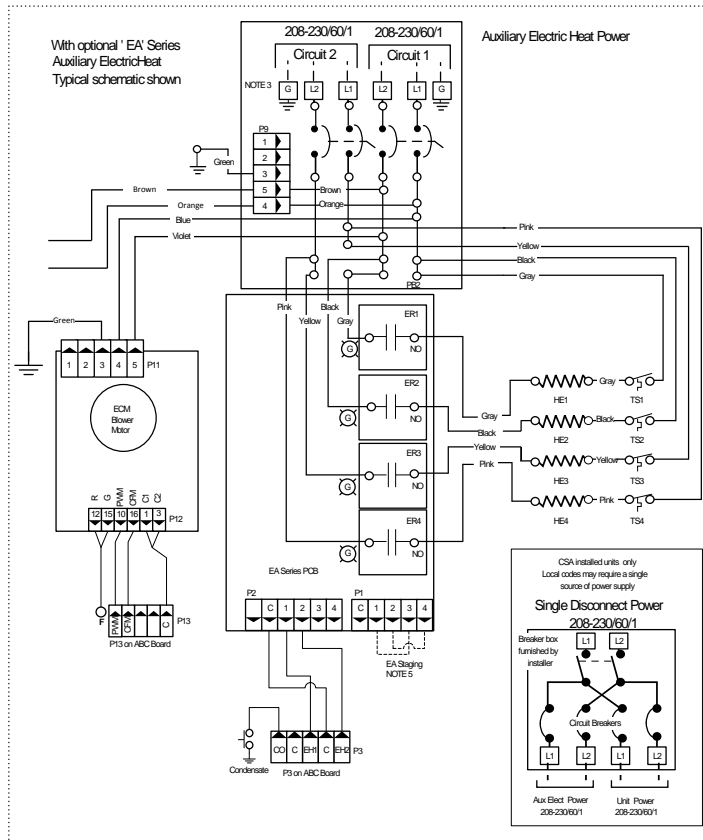 With optional ' EA' Series
Auxiliary ElectricHeat
Typical schematic shown
208-230/60/1
208-230/60/1
Auxiliary Electric Heat Power
Circuit 2
Circuit 1
NOTE 3
G
L2
L1
L2
L1
G
P9
1
2
3
5
4
Green
Brown
Orange
Brown
Orange
Blue
Violet
Pink
Yellow
Black
Gray
PB2
Pink
Yellow
Black
Gray
Green
1
2
3
4
5
P11
ECM
Blower
Motor
R
G
PWM
CFM
C1
C2
12
15
10
16
1
3
P12
F
PWM
CFM
C
P13
P13 on ABC Board
ER1
NO
G
ER2
NO
G
ER3
NO
G
ER4
NO
G
Gray
Black
Yellow
Pink
HE1
Gray
TS1
HE2
Black
TS2
HE3
Yellow
TS3
HE4
Pink
TS4
EA Series PCB
P2
C
1
2
3
4
P1
C
1
2
3
4
EA Staging
NOTE 5
Condensate
CO
C
EH1
C
EH2
P3
P3 on ABC Board
CSA installed units only
Local codes may require a single
source of power supply
Single Disconnect Power
208-230/60/1
Breaker box
furnished by
installer
L1
L2
Circuit Breakers
L1
L2
L1
L2
Aux Elect Power
208-230/60/1
Unit Power
208-230/60/1